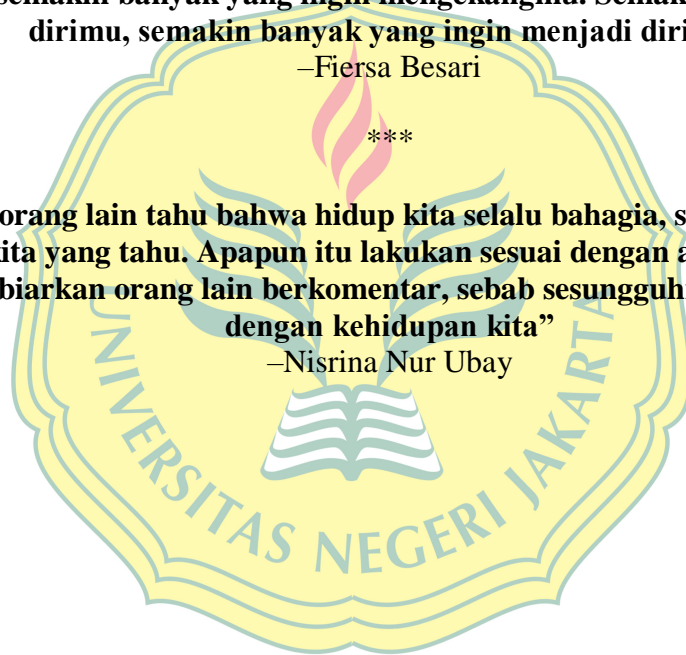 semakin banyak yang ingin mengekangmu. Semak
dirimu, semakin banyak yang ingin menjadi diri
–Fiersa Besari
***
orang lain tahu bahwa hidup kita selalu bahagia, s
kita yang tahu. Apapun itu lakukan sesuai dengan a
biarkan orang lain berkomentar, sebab sesungguh
dengan kehidupan kita”
–Nisrina Nur Ubay
UNIVERSITAS NEGERI JAKARTA